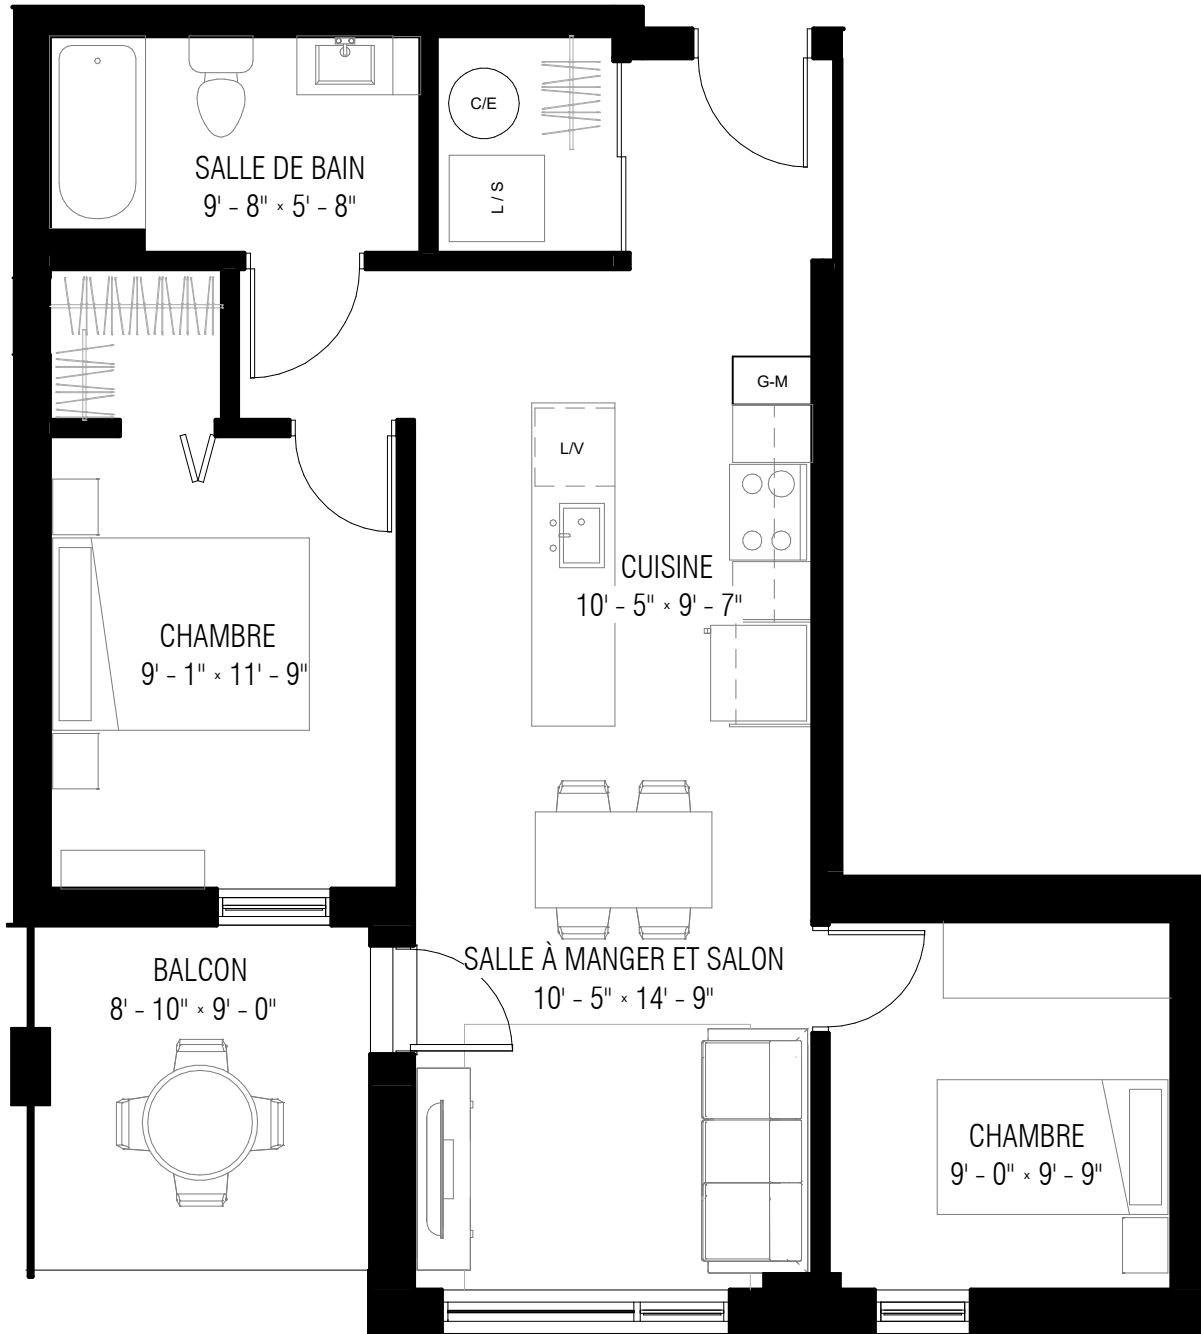 C/E
L / S
SALLE DE BAIN
9' - 8" x 5' - 8"
G-M
L/V
CUISINE
10' - 5" x 9' - 7"
CHAMBRE
9' - 1" x 11' - 9"
SALLE À MANGER ET SALON
10' - 5" x 14' - 9"
BALCON
8' - 10" x 9' - 0"
CHAMBRE
9' - 0" x 9' - 9"